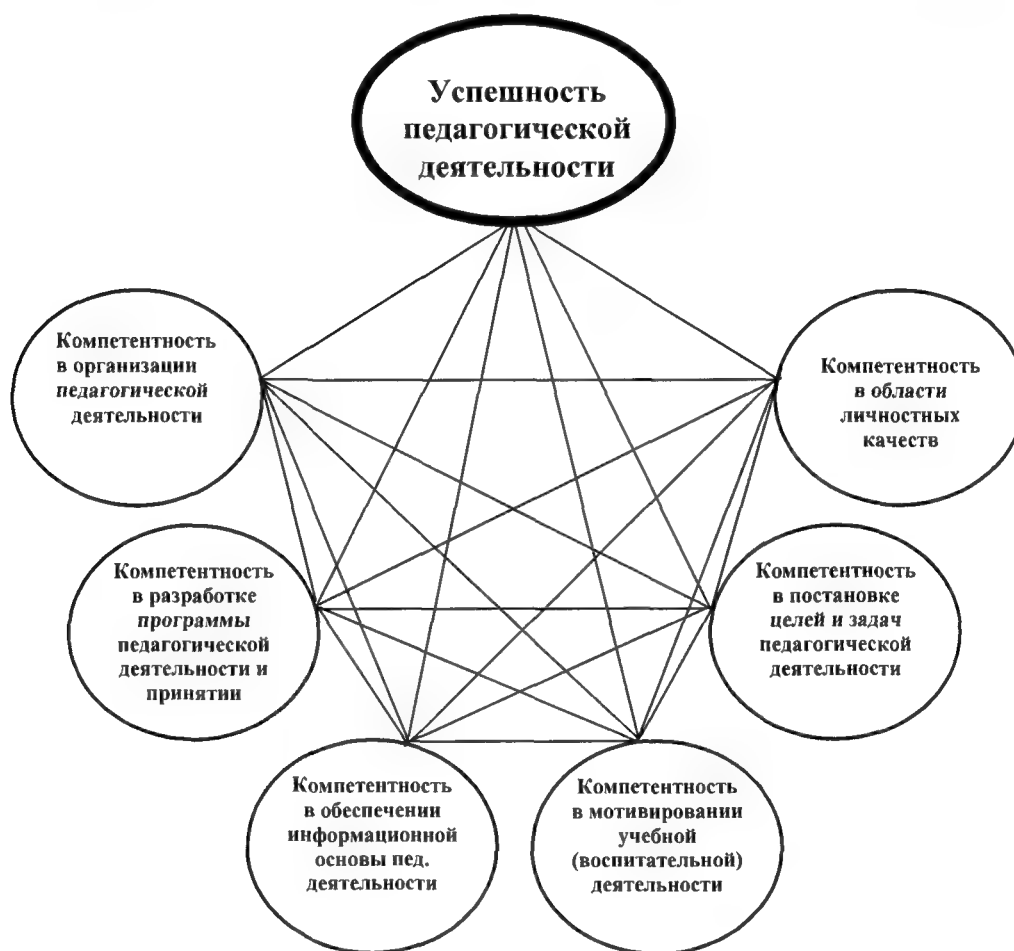 Успешность
педагогической
деятельности
Компетентность
в организации
педагогической
деятельности
Компетентность
в области
личностных
качеств
Компетентность
в разработке
программы
педагогической
деятельности и
принятии
Компетентность
в постановке
целей и задач
педагогической
деятельности
Компетентность
в обеспечении
информационной
основы пед.
деятельности
Компетентность
в мотивировании
учебной
(воспитательной)
деятельности